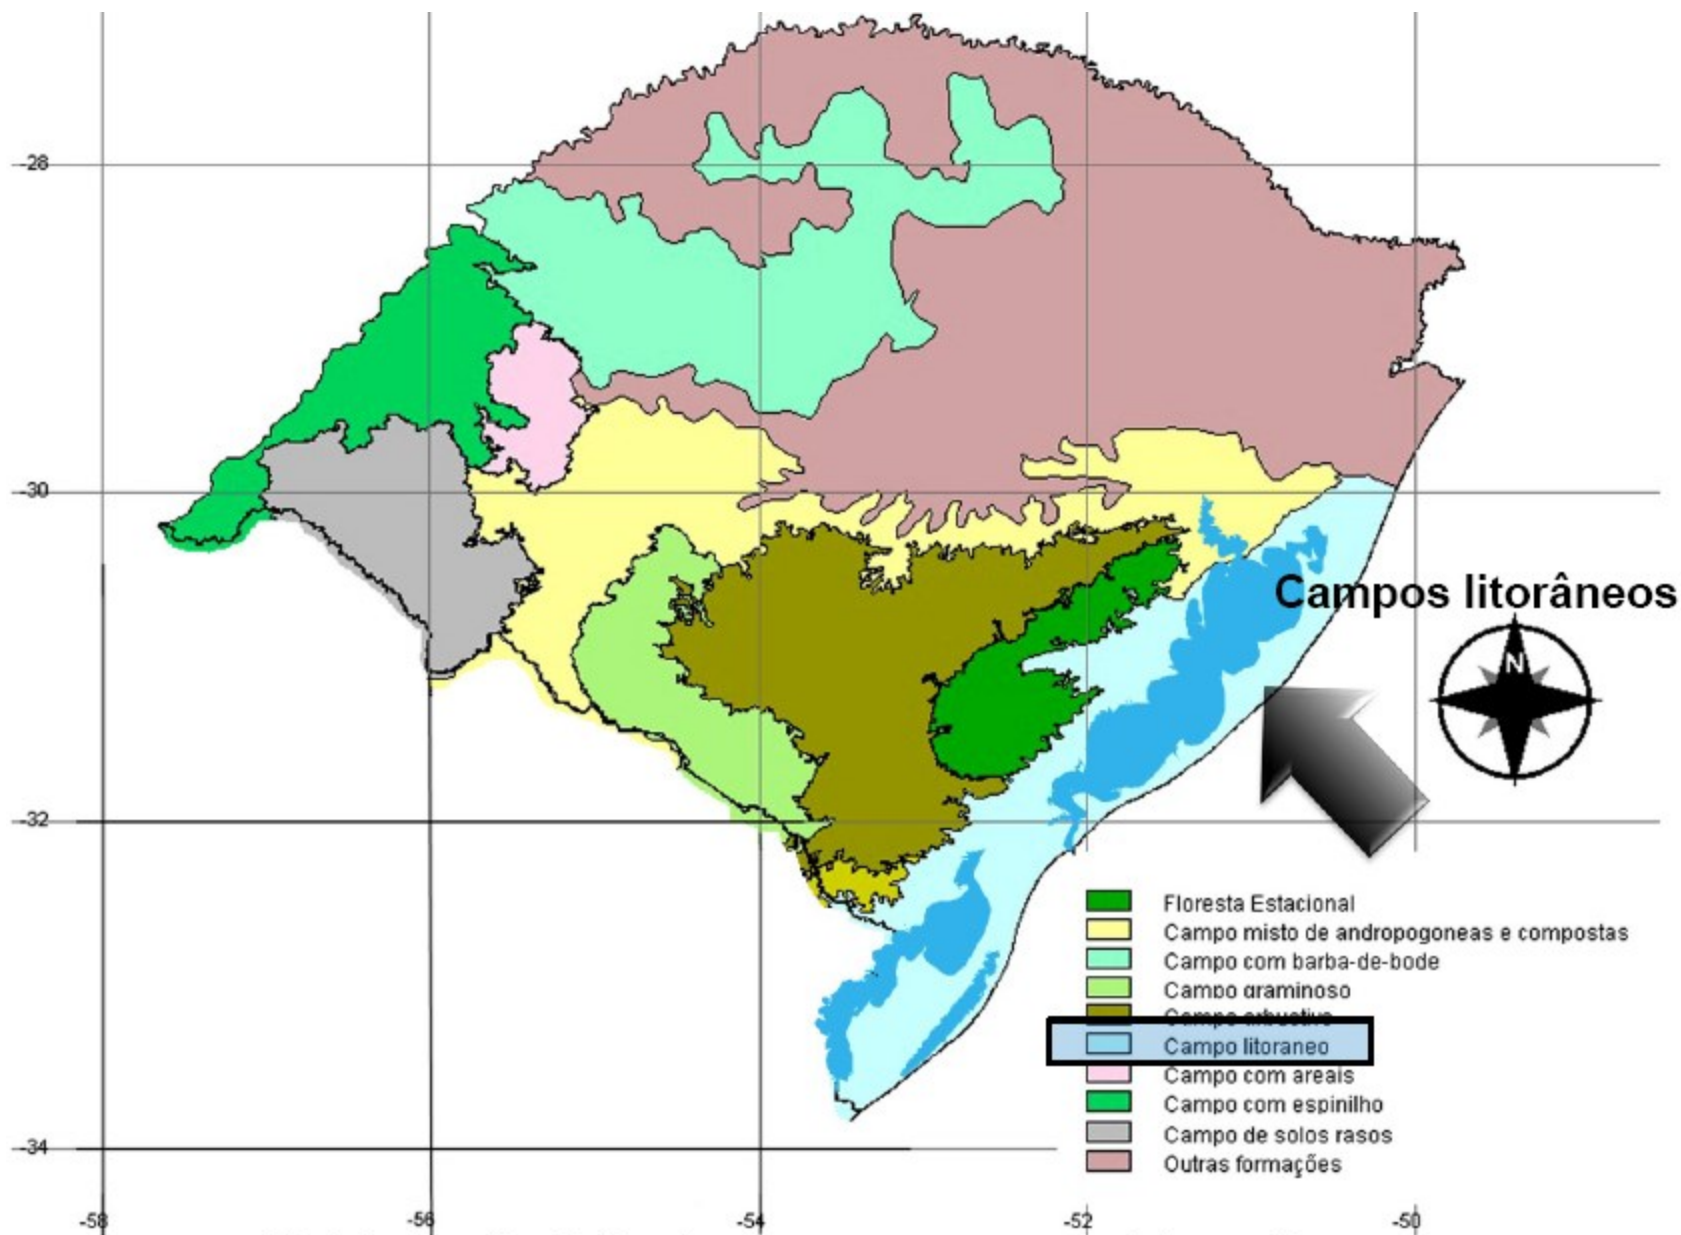 -28
-30
Campos litorâneos
N
-32
Floresta Estacional
Campo misto de andropogoneas e compostas
Campo com barba-de-bode
Campo graminoso
Campo arbustivo
Campo litoraneo
Campo com areais
Campo com espinilho
-34
Campo de solos rasos
Outras formações
-58 -56 -54 -52 -50